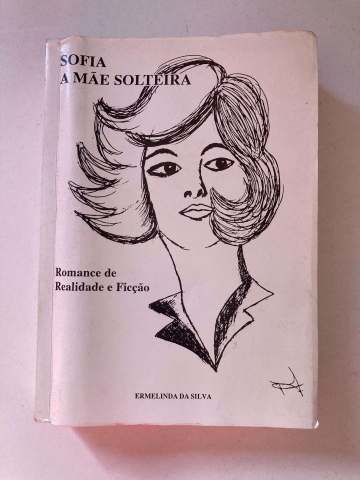 SOFIA
A MÃE SOLTEIRA
Romance de
Realidade e Ficção
ERMELINDA DA SILVA